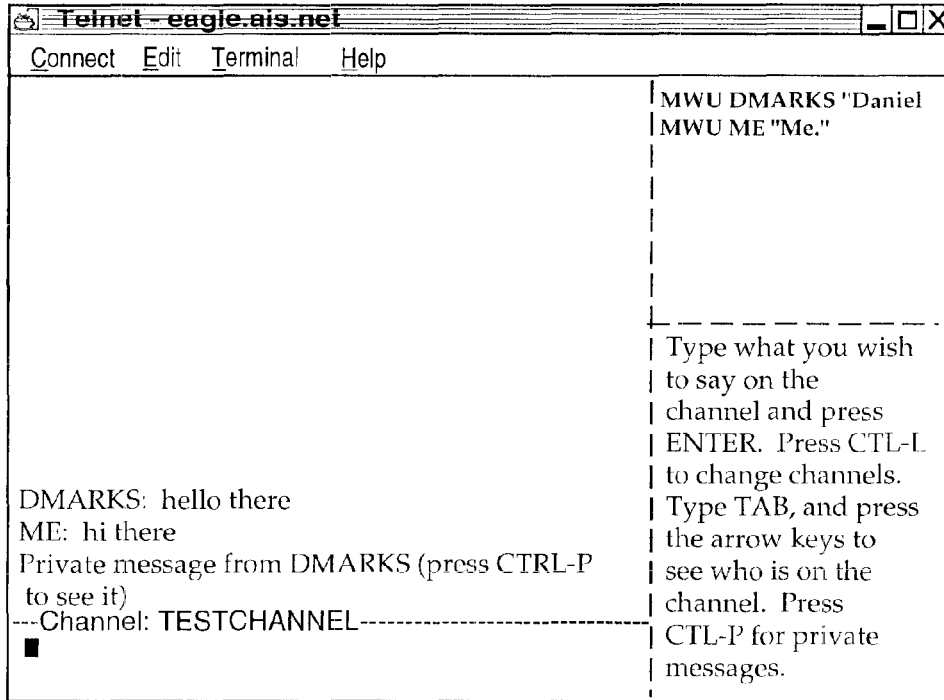 Telnet - eagle.ais.net
Connect Edit Terminal Help
MWU DMARKS "Daniel
MWU ME "Me."
DMARKS: hello there
ME: hi there
Private message from DMARKS (press CTRL-P
to see it)
---Channel: TESTCHANNEL---------------------------
Type what you wish
to say on the
channel and press
ENTER. Press CTL-L
to change channels.
Type TAB, and press
the arrow keys to
see who is on the
channel. Press
CTL-P for private
messages.